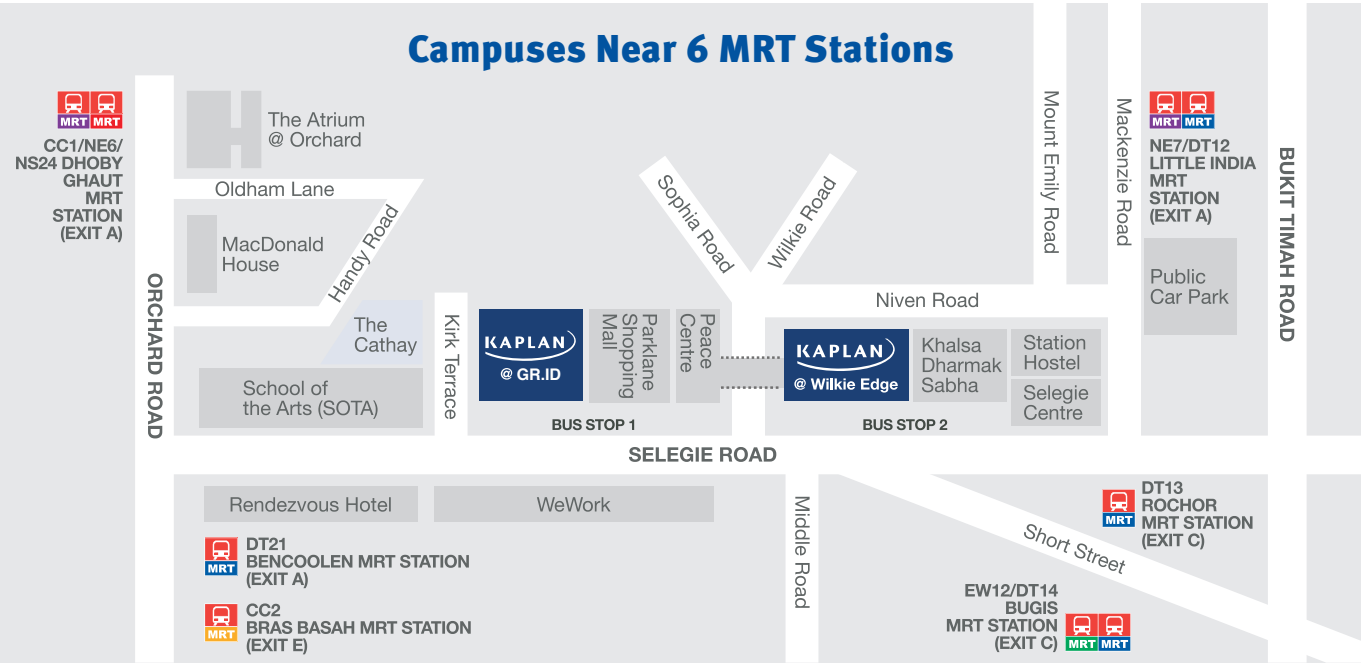 Campuses Near 6 MRT Stations
MRT MRT
CC1/NE6/
NS24 DHOBY
GHAUT
MRT
STATION
(EXIT A)
The Atrium
@ Orchard
Oldham Lane
MacDonald
House
Handy Road
ORCHARD ROAD
The
Cathay
School of
the Arts (SOTA)
Kirk Terrace
KAPLAN
@ GR.ID
Parklane
Shopping
Mall
Peace
Centre
Sophia Road
Wilkie Road
Niven Road
Mount Emily Road
Mackenzie Road
MRT MRT
NE7/DT12
LITTLE INDIA
MRT
STATION
(EXIT A)
Public
Car Park
BUKIT TIMAH ROAD
KAPLAN
@ Wilkie Edge
Khalsa
Dharmak
Sabha
Station
Hostel
Selegie
Centre
BUS STOP 1
BUS STOP 2
SELEGIE ROAD
Rendezvous Hotel
WeWork
MRT
DT21
BENCOOLEN MRT STATION
(EXIT A)
MRT
CC2
BRAS BASAH MRT STATION
(EXIT E)
Middle Road
Short Street
MRT
DT13
ROCHOR
MRT STATION
(EXIT C)
EW12/DT14
BUGIS
MRT STATION
(EXIT C)
MRT MRT